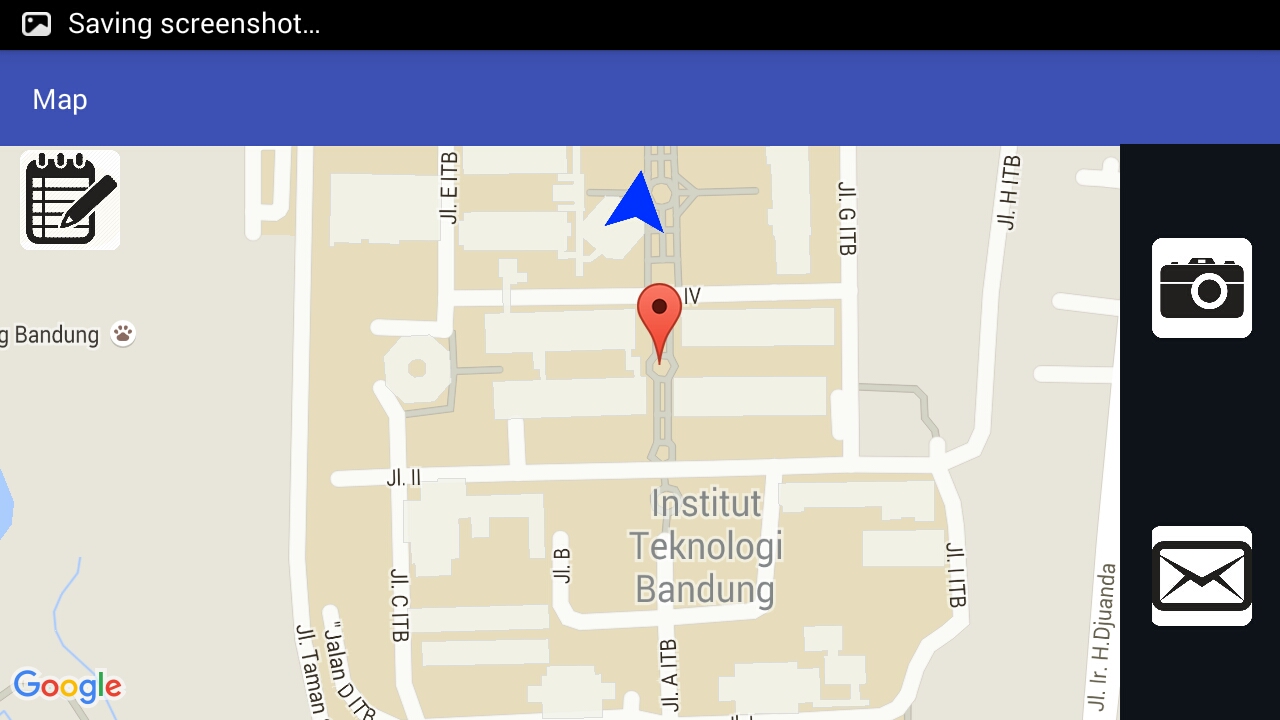 Saving screenshot...
Map
Jl. E ITB
Jl. G ITB
Jl. H ITB
IV
g Bandung
Jl. II
Institut
Teknologi
Bandung
Jl. B
Jl. C ITB
Jl. I ITB
Jl. Ir. H.Djuanda
Jl. Taman
" Jalan D ITB
Jl. A ITB
Google